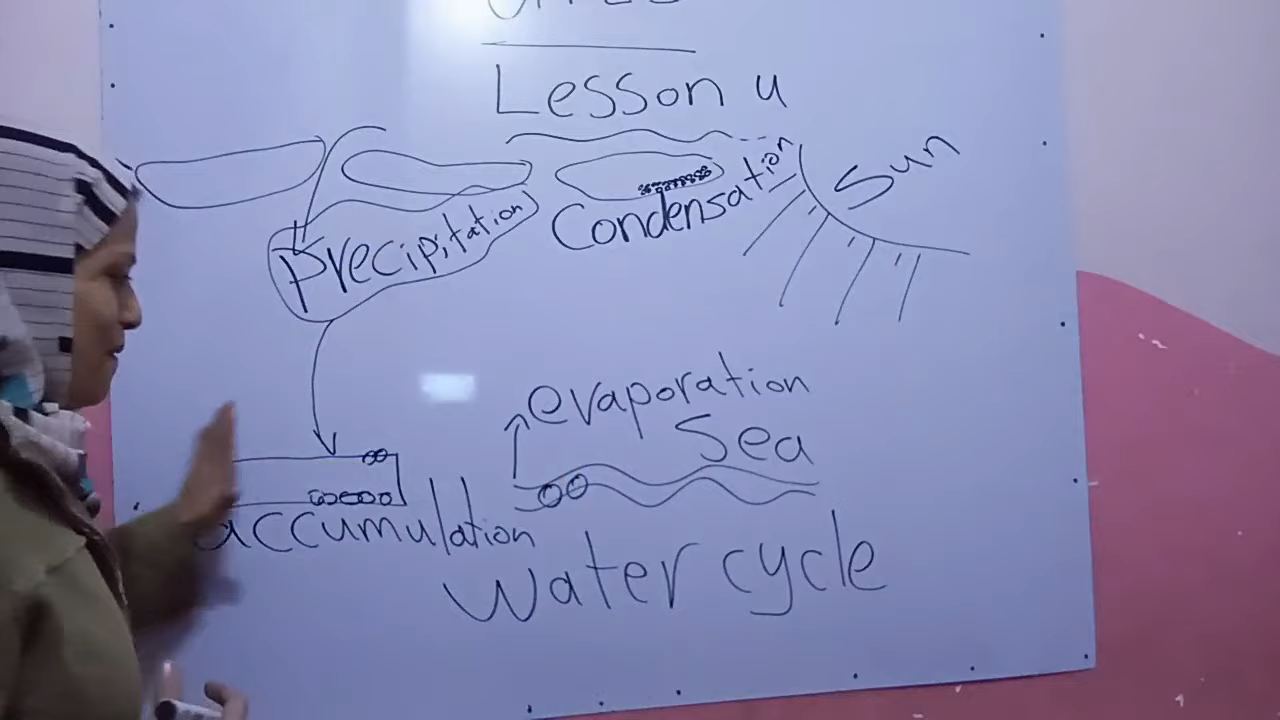 Lesson 4
Sun
Condensation
Precipitation
evaporation
Sea
accumulation
Water cycle